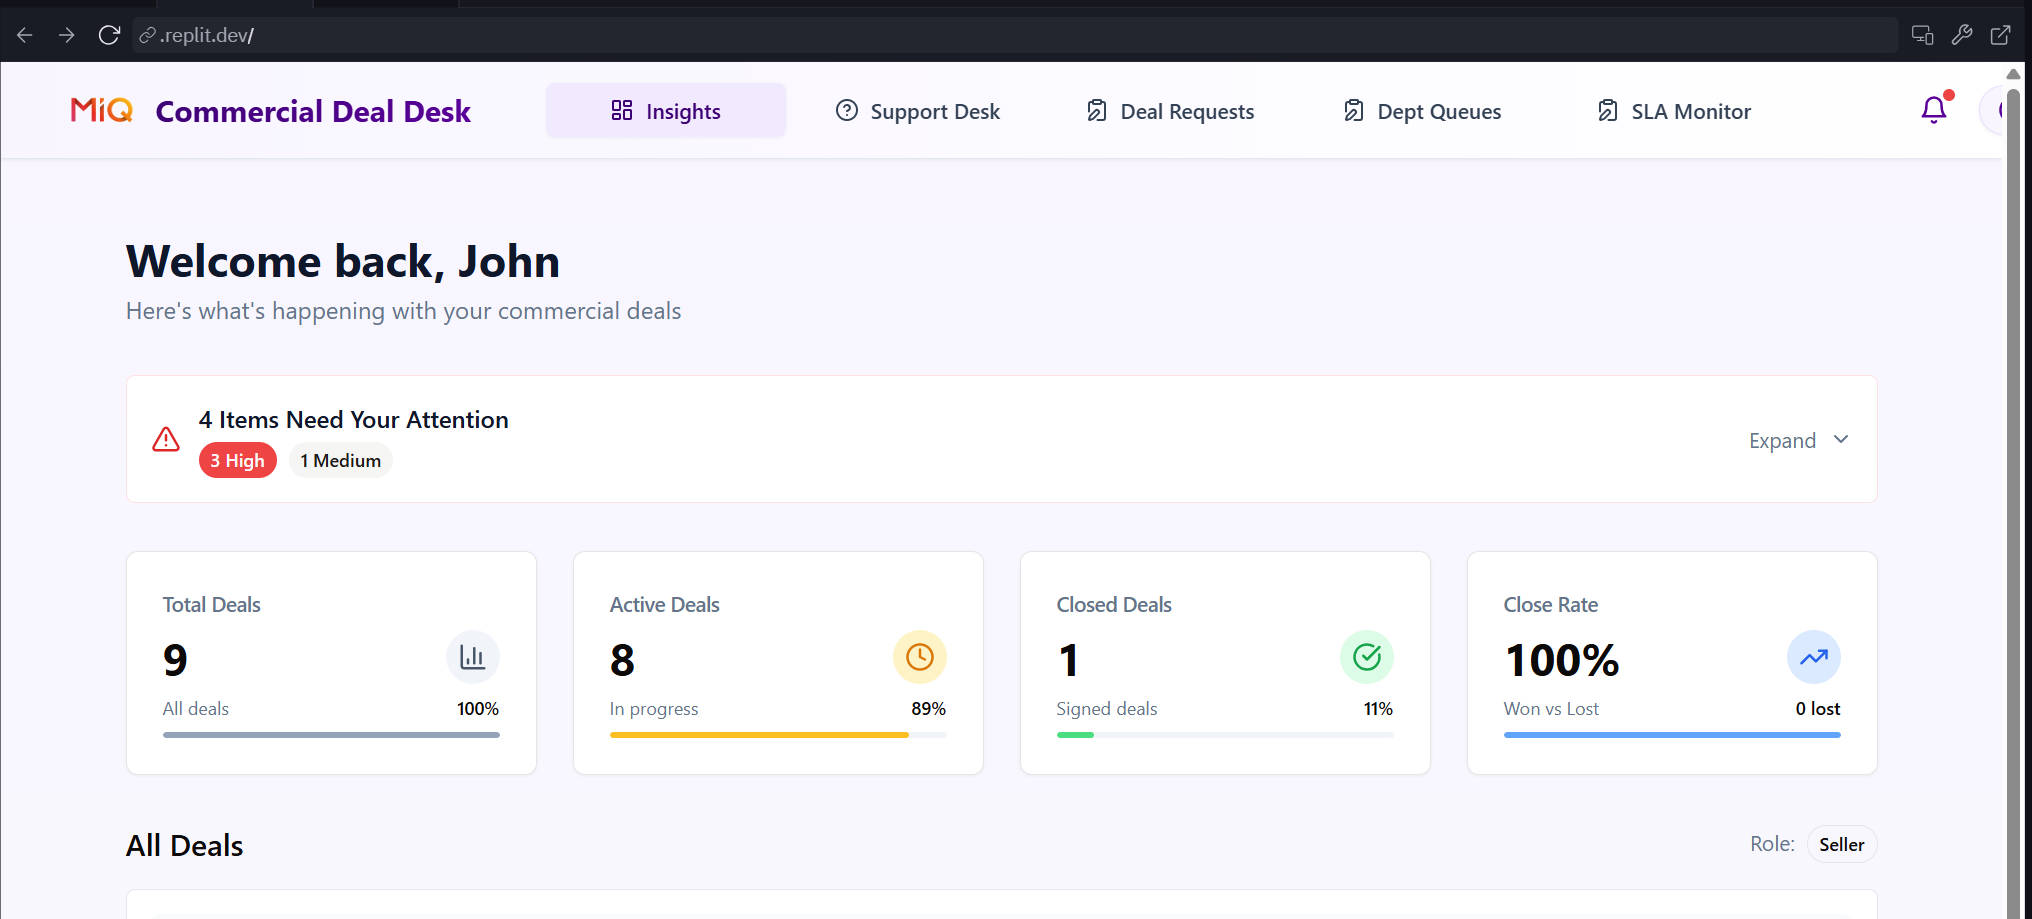 .replit.dev/
MiQ Commercial Deal Desk
Insights
Support Desk
Deal Requests
Dept Queues
SLA Monitor
Welcome back, John
Here's what's happening with your commercial deals
4 Items Need Your Attention
3 High
1 Medium
Expand
Total Deals
9
All deals
100%
Active Deals
8
In progress
89%
Closed Deals
1
Signed deals
11%
Close Rate
100%
Won vs Lost
0 lost
All Deals
Role:
Seller